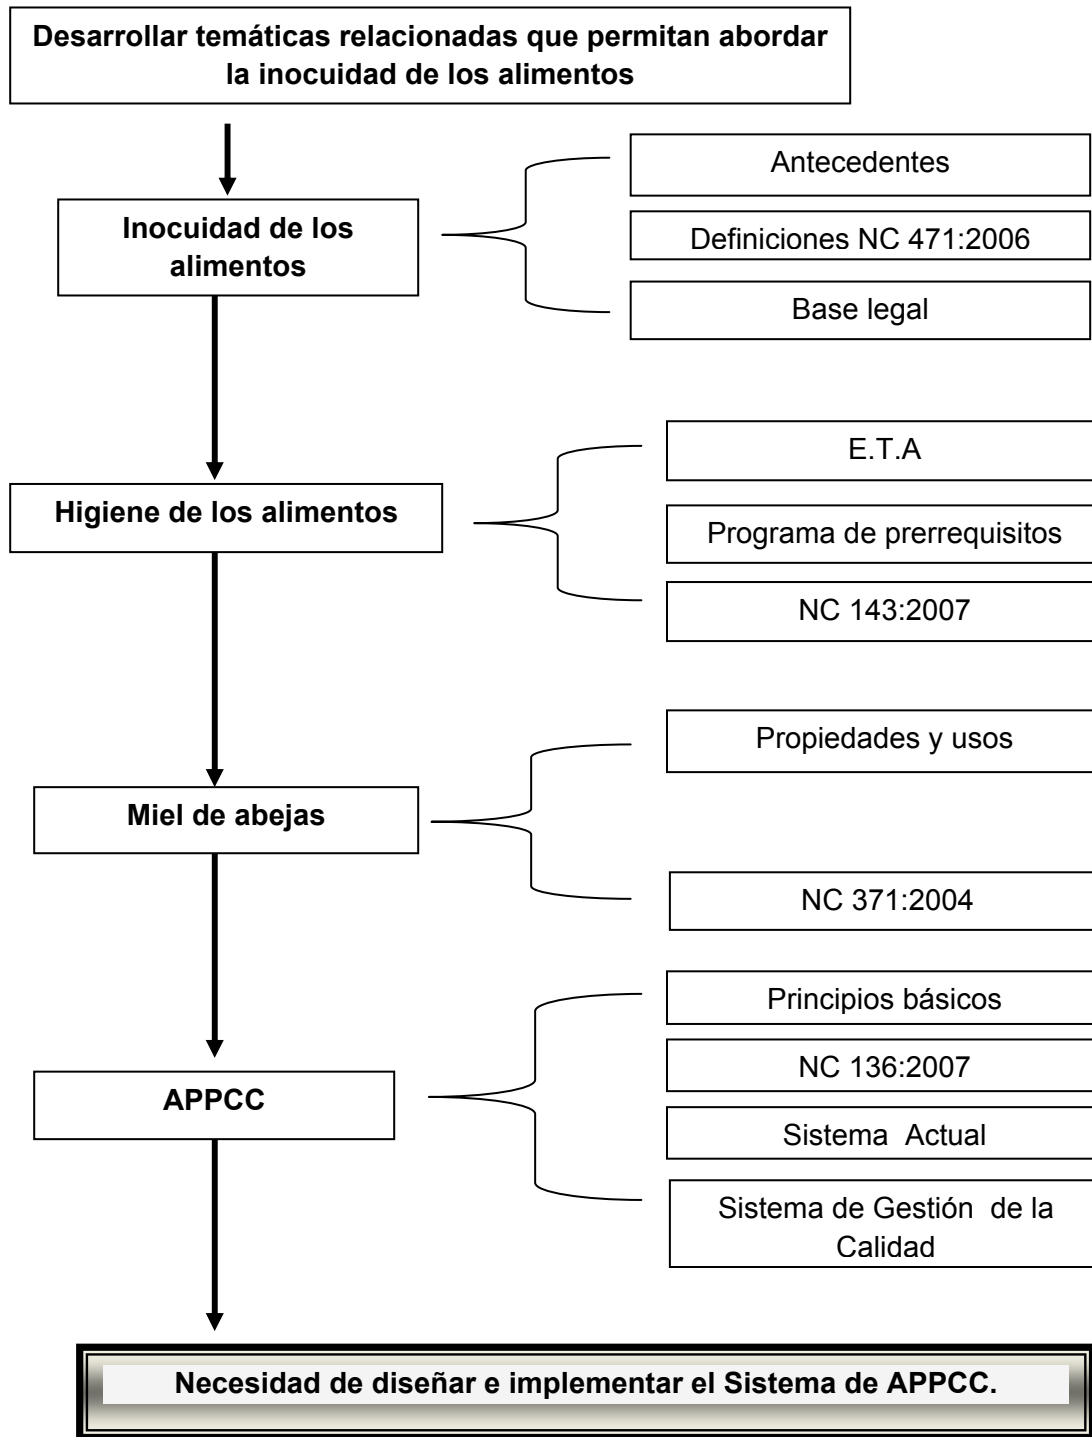 Desarrollar temáticas relacionadas que permitan abordar
la inocuidad de los alimentos
Inocuidad de los
alimentos
Antecedentes
Definiciones NC 471:2006
Base legal
Higiene de los alimentos
E.T.A
Programa de prerrequisitos
NC 143:2007
Miel de abejas
Propiedades y usos
NC 371:2004
APPCC
Principios básicos
NC 136:2007
Sistema Actual
Sistema de Gestión de la
Calidad
Necesidad de diseñar e implementar el Sistema de APPCC.